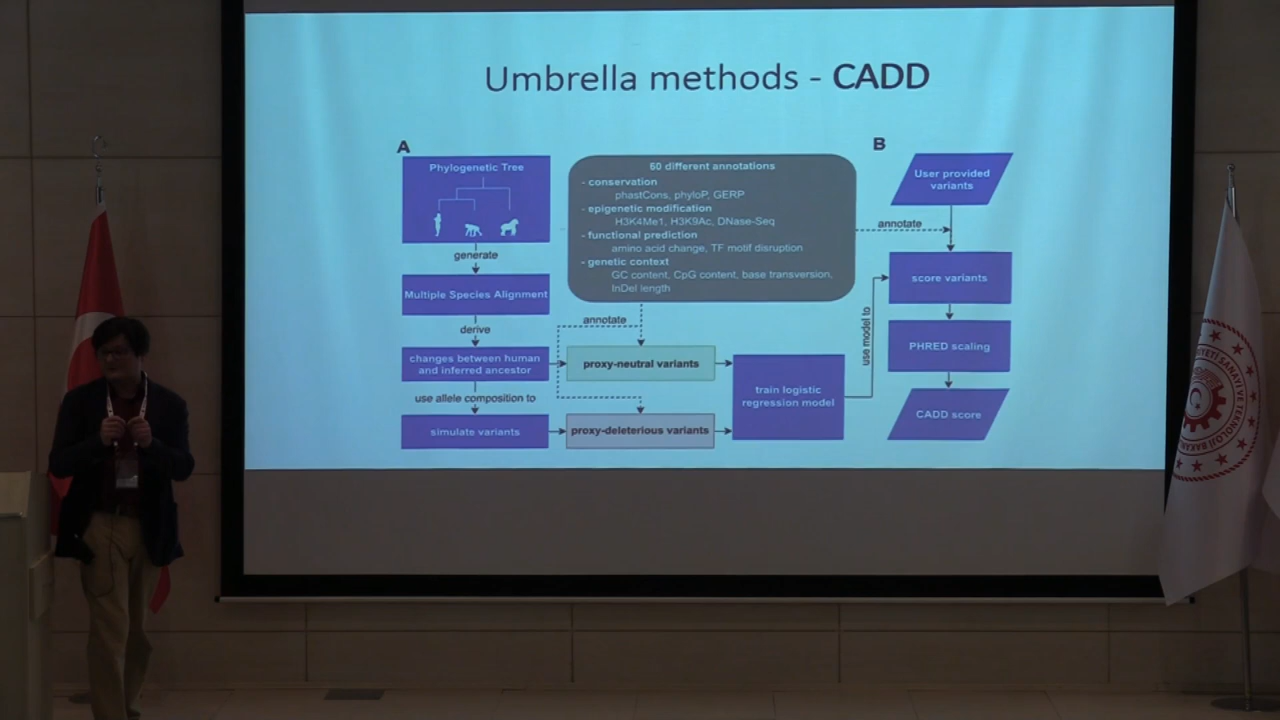 Umbrella methods - CADD
A
Phylogenetic Tree
generate
Multiple Species Alignment
derive
changes between human
and inferred ancestor
use allele composition to
simulate variants
60 different annotations
- conservation
phastCons, phyloP, GERP
- epigenetic modification
H3K4Me1, H3K9Ac, DNase-Seq
- functional prediction
amino acid change, TF motif disruption
- genetic context
GC content, CpG content, base transversion,
InDel length
annotate
proxy-neutral variants
proxy-deleterious variants
train logistic
regression model
use model to
B
User provided
variants
annotate
score variants
PHRED scaling
CADD score
SANAYİ VE TEKNOLOJİ